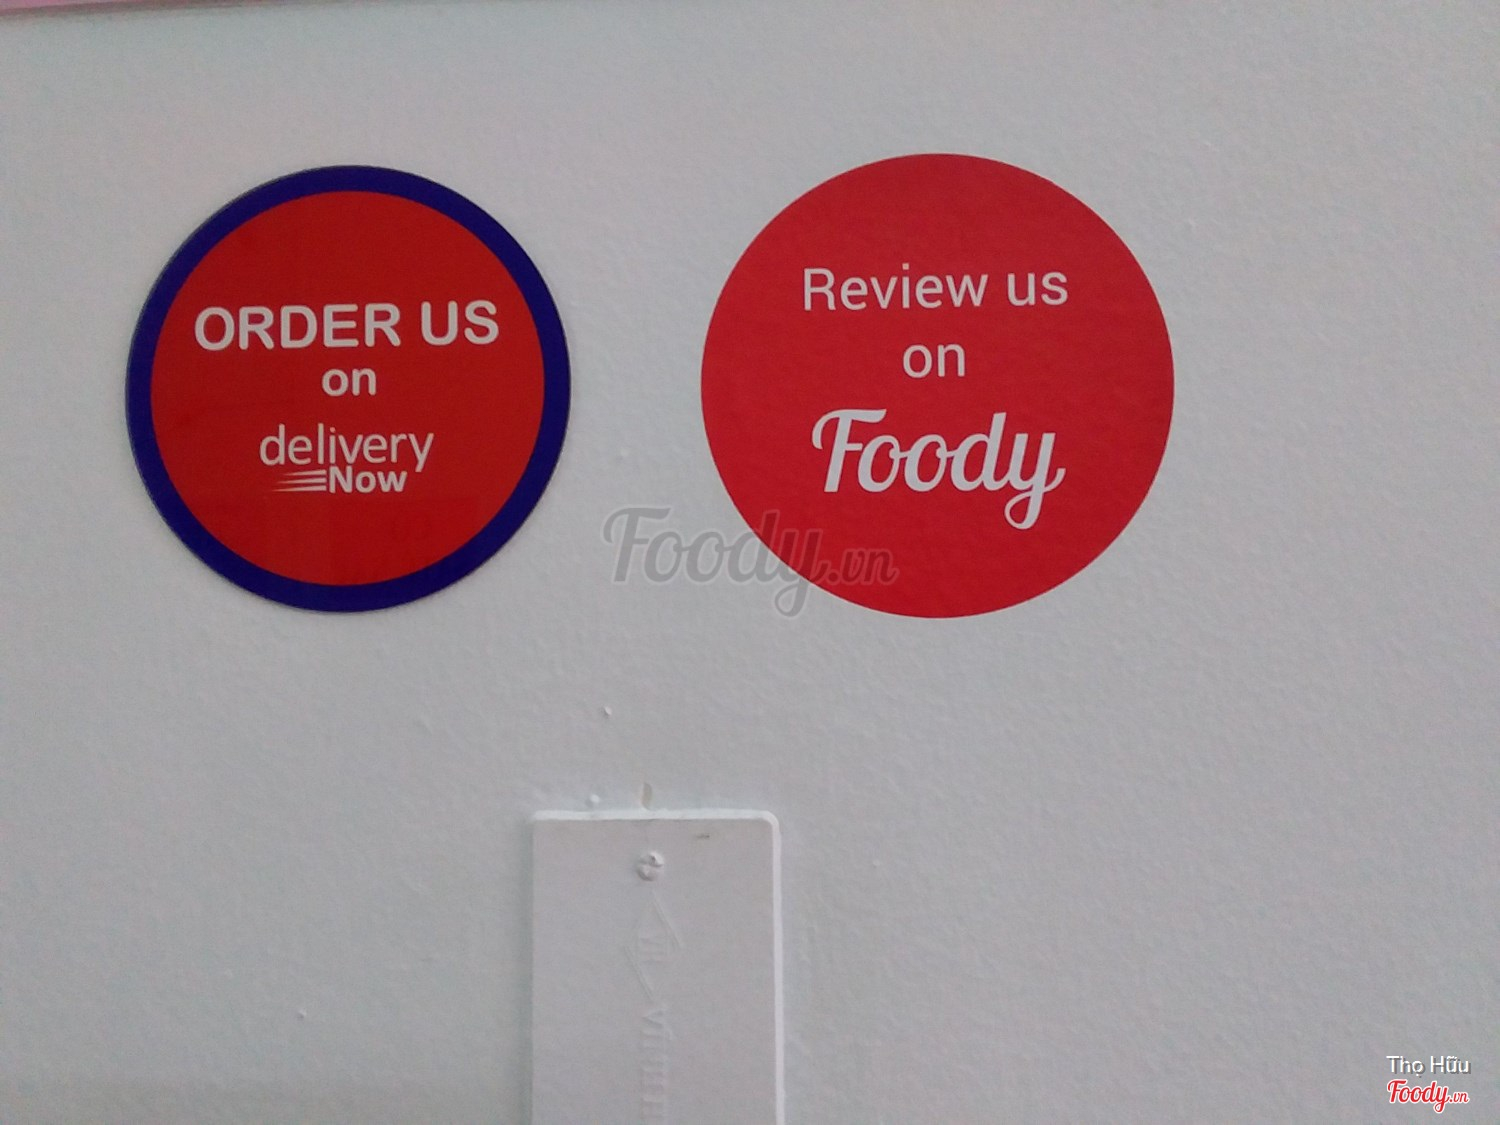 ORDER US
on
delivery
Now
Review us
on
Foody
Foody.vn
Thọ Hữu
Foody.vn